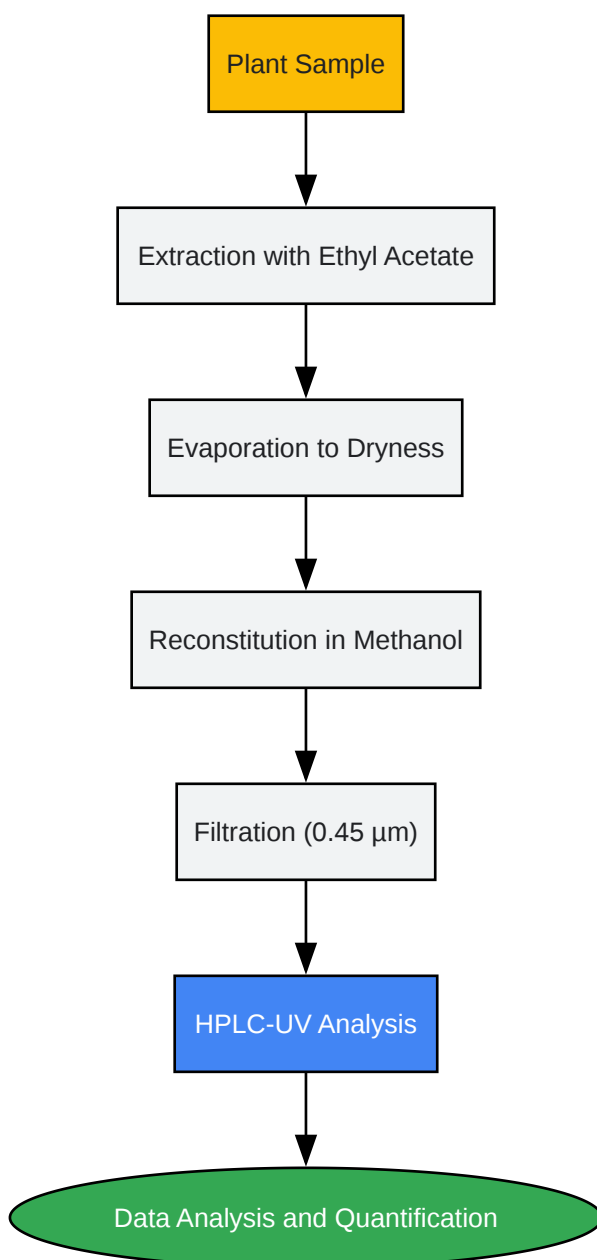 Plant Sample
Extraction with Ethyl Acetate
Evaporation to Dryness
Reconstitution in Methanol
Filtration (0.45 µm)
HPLC-UV Analysis
Data Analysis and Quantification